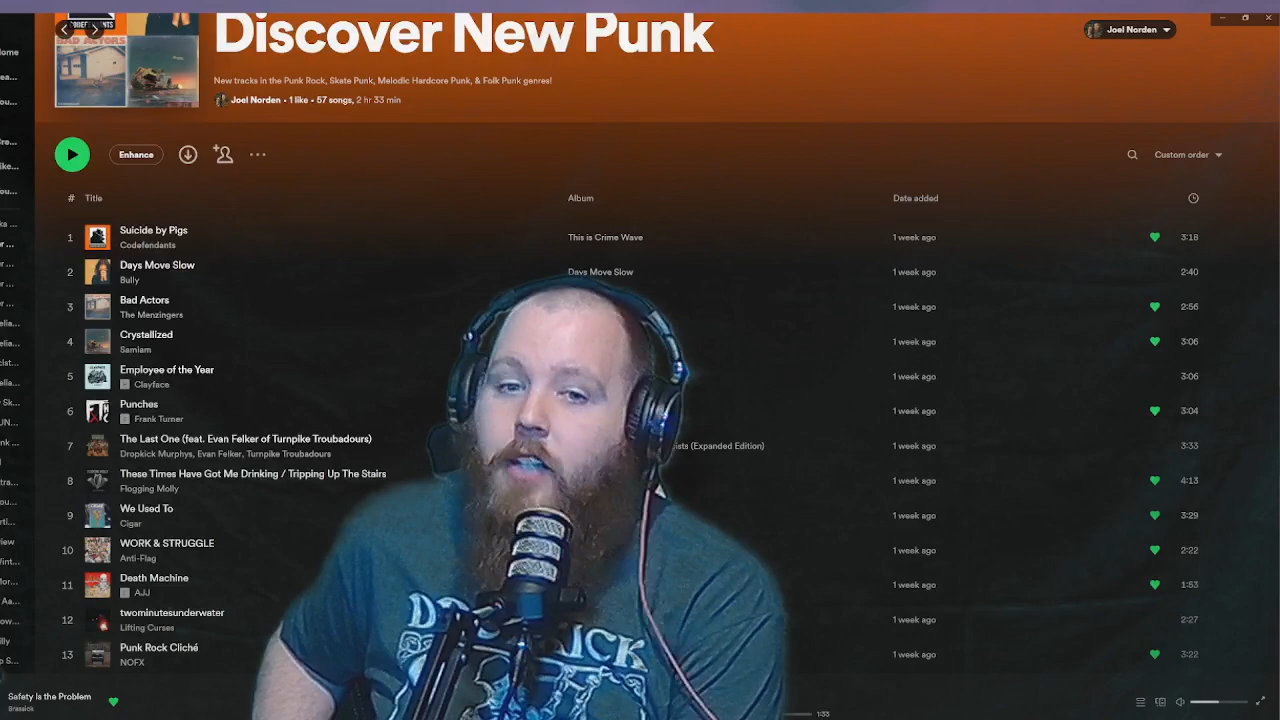 CODEFENDANTS
BAD ACTORS
Discover New Punk
Joel Norden
New tracks in the Punk Rock, Skate Punk, Melodic Hardcore Punk, & Folk Punk genres!
Joel Norden • 1 like • 57 songs, 2 hr 33 min
Enhance
Custom order
# Title Album Date added
1 Suicide by Pigs This is Crime Wave 1 week ago 3:18
Codefendants
2 Days Move Slow Days Move Slow 1 week ago 2:40
Bully
3 Bad Actors 1 week ago 2:56
The Menzingers
4 Crystallized 1 week ago 3:06
Samiam
5 Employee of the Year 1 week ago 3:06
E Clayface
6 Punches 1 week ago 3:04
E Frank Turner
7 The Last One (feat. Evan Felker of Turnpike Troubadours) (Expanded Edition) 1 week ago 3:33
Dropkick Murphys, Evan Felker, Turnpike Troubadours
8 These Times Have Got Me Drinking / Tripping Up The Stairs 1 week ago 4:13
Flogging Molly
9 We Used To 1 week ago 3:29
Cigar
10 WORK & STRUGGLE 1 week ago 2:22
Anti-Flag
11 Death Machine 1 week ago 1:53
E AJJ
12 twominutesunderwater 1 week ago 2:27
Lifting Curses
13 Punk Rock Cliché 1 week ago 3:22
NOFX
Safety Is the Problem
Brassick
1:33